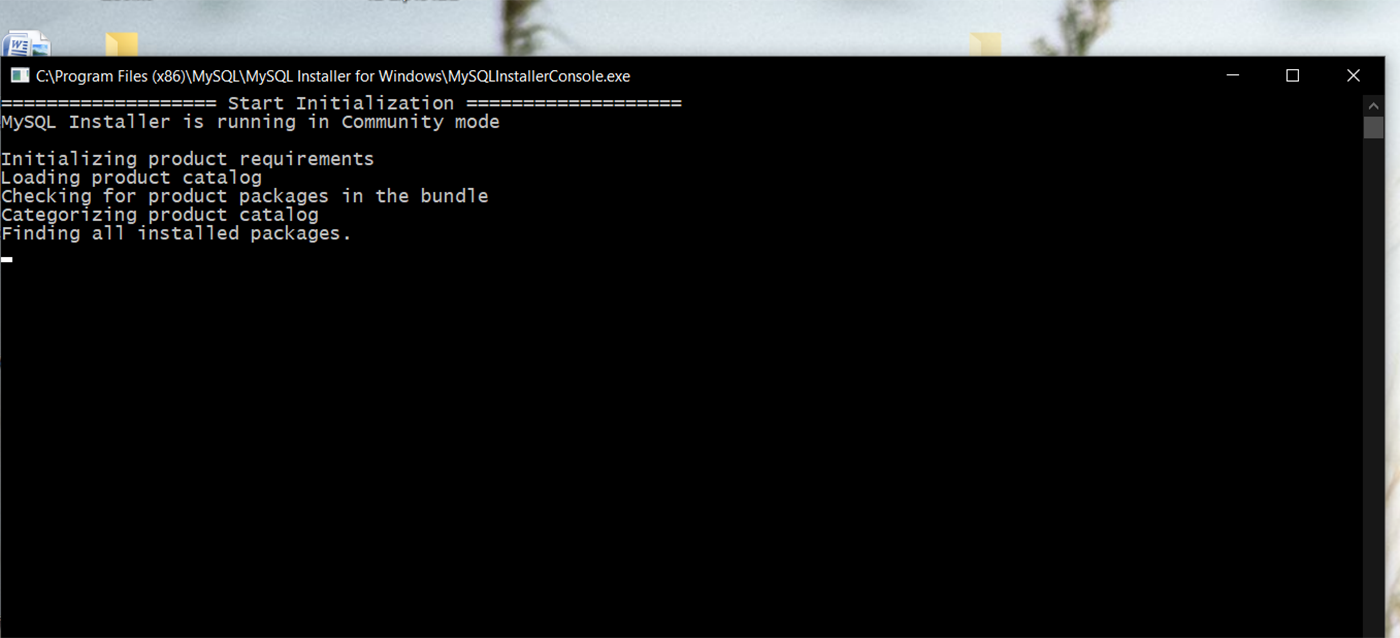 C:\Program Files (x86)\MySQL\MySQL Installer for Windows\MySQLInstallerConsole.exe
=================== Start Initialization ===================
MySQL Installer is running in Community mode
Initializing product requirements
Loading product catalog
Checking for product packages in the bundle
Categorizing product catalog
Finding all installed packages.